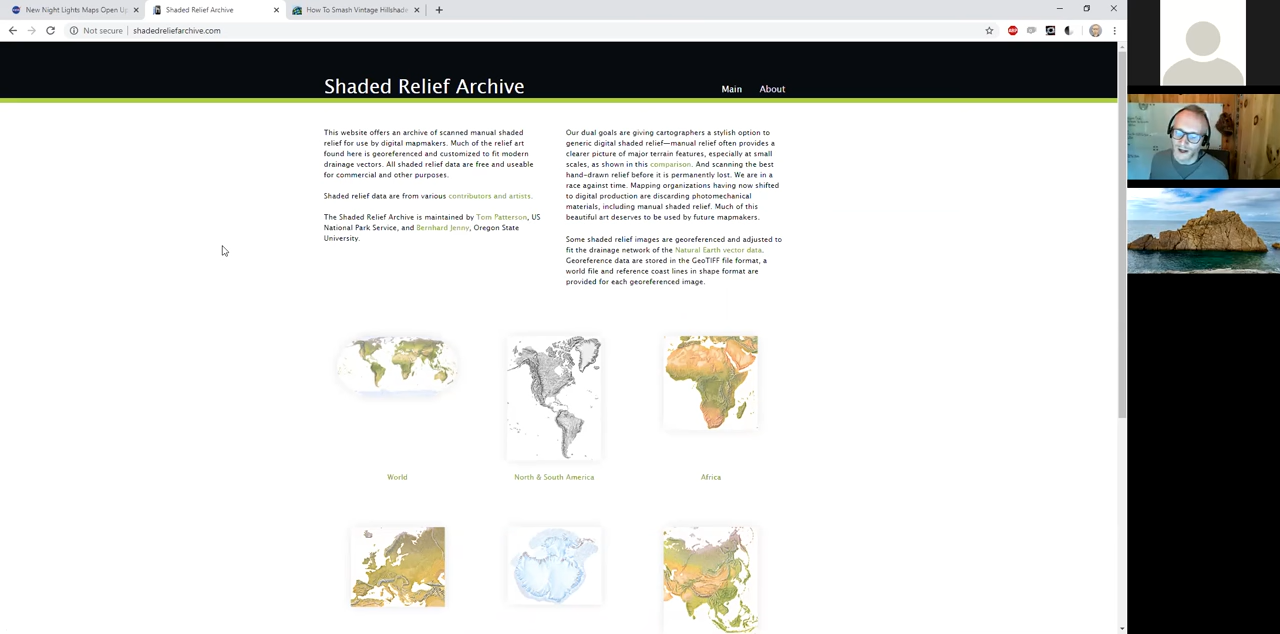 New Night Lights Maps Open Up
Shaded Relief Archive
How To Smash Vintage Hillshade
Not secure
shadedreliefarchive.com
ABP
Shaded Relief Archive
Main
About
This website offers an archive of scanned manual shaded
relief for use by digital mapmakers. Much of the relief art
found here is georeferenced and customized to fit modern
drainage vectors. All shaded relief data are free and useable
for commercial and other purposes.
Shaded relief data are from various contributors and artists.
The Shaded Relief Archive is maintained by Tom Patterson, US
National Park Service, and Bernhard Jenny, Oregon State
University.
Our dual goals are giving cartographers a stylish option to
generic digital shaded relief—manual relief often provides a
clearer picture of major terrain features, especially at small
scales, as shown in this comparison. And scanning the best
hand-drawn relief before it is permanently lost. We are in a
race against time. Mapping organizations having now shifted
to digital production are discarding photomechanical
materials, including manual shaded relief. Much of this
beautiful art deserves to be used by future mapmakers.
Some shaded relief images are georeferenced and adjusted to
fit the drainage network of the Natural Earth vector data.
Georeference data are stored in the GeoTIFF file format, a
world file and reference coast lines in shape format are
provided for each georeferenced image.
World
North & South America
Africa